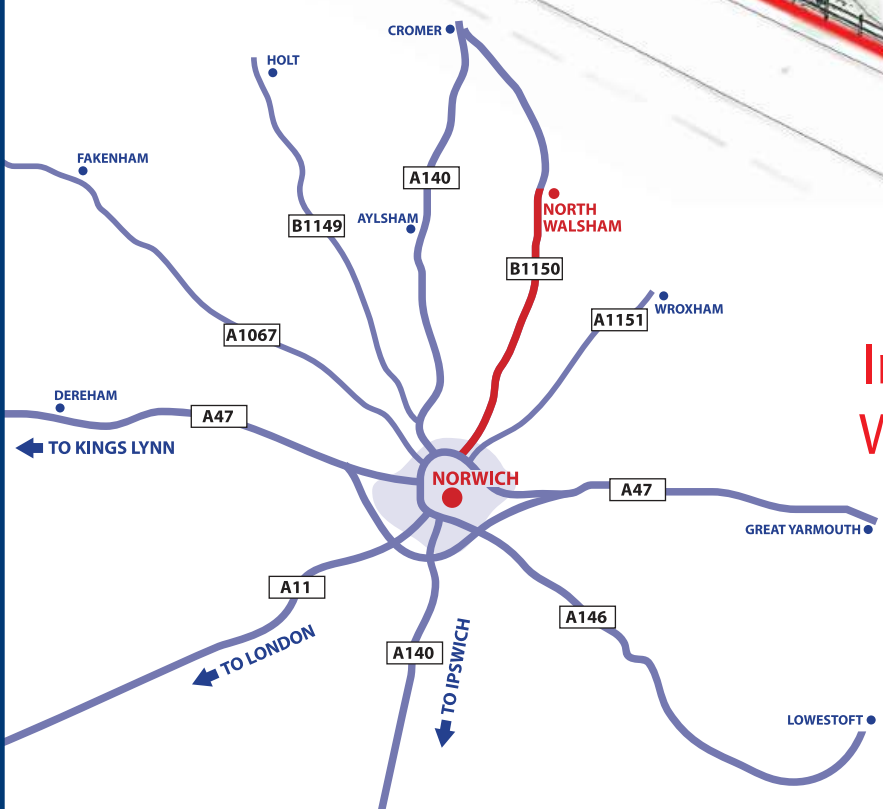 CROMER
HOLT
FAKENHAM
A140
NORTH
WALSHAM
AYLSHAM
B1149
B1150
WROXHAM
A1151
A1067
DEREHAM
A47
TO KINGS LYNN
NORWICH
A47
GREAT YARMOUTH
A11
A146
TO LONDON
A140
TO IPSWICH
LOWESTOFT